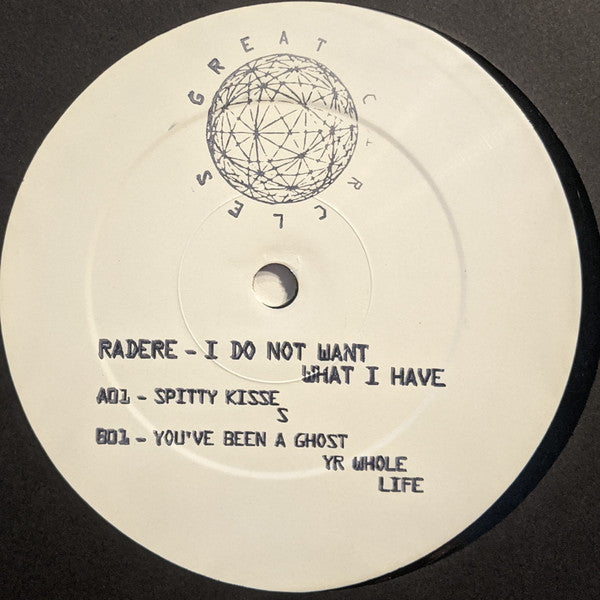 GREAT CIRCLES
RADERE - I DO NOT WANT
WHAT I HAVE
A01 - SPITTY KISSE
S
B01 - YOU'VE BEEN A GHOST
YR WHOLE
LIFE